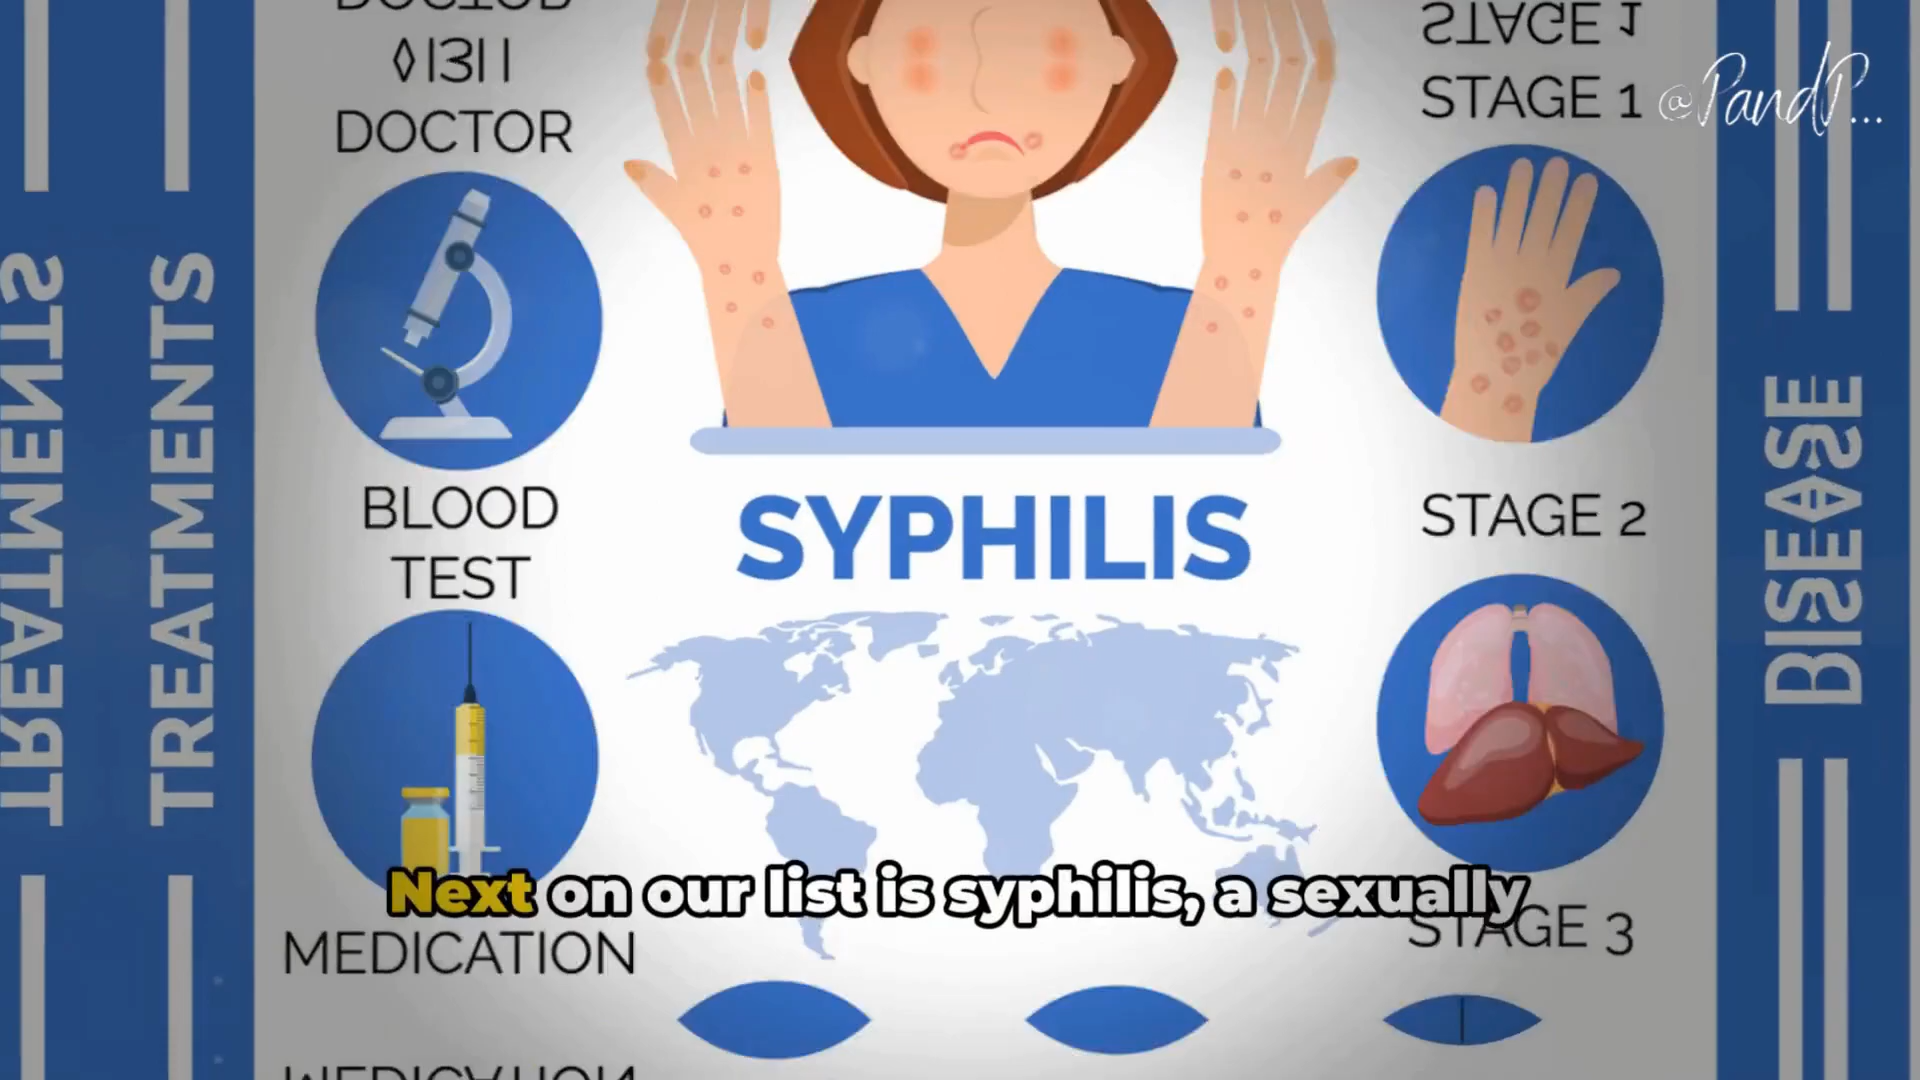 DOCTOR
STAGE 1
@PandP...
TREATMENTS
BLOOD
TEST
SYPHILIS
STAGE 2
DISEASE
Next on our list is syphilis, a sexually
STAGE 3
MEDICATION